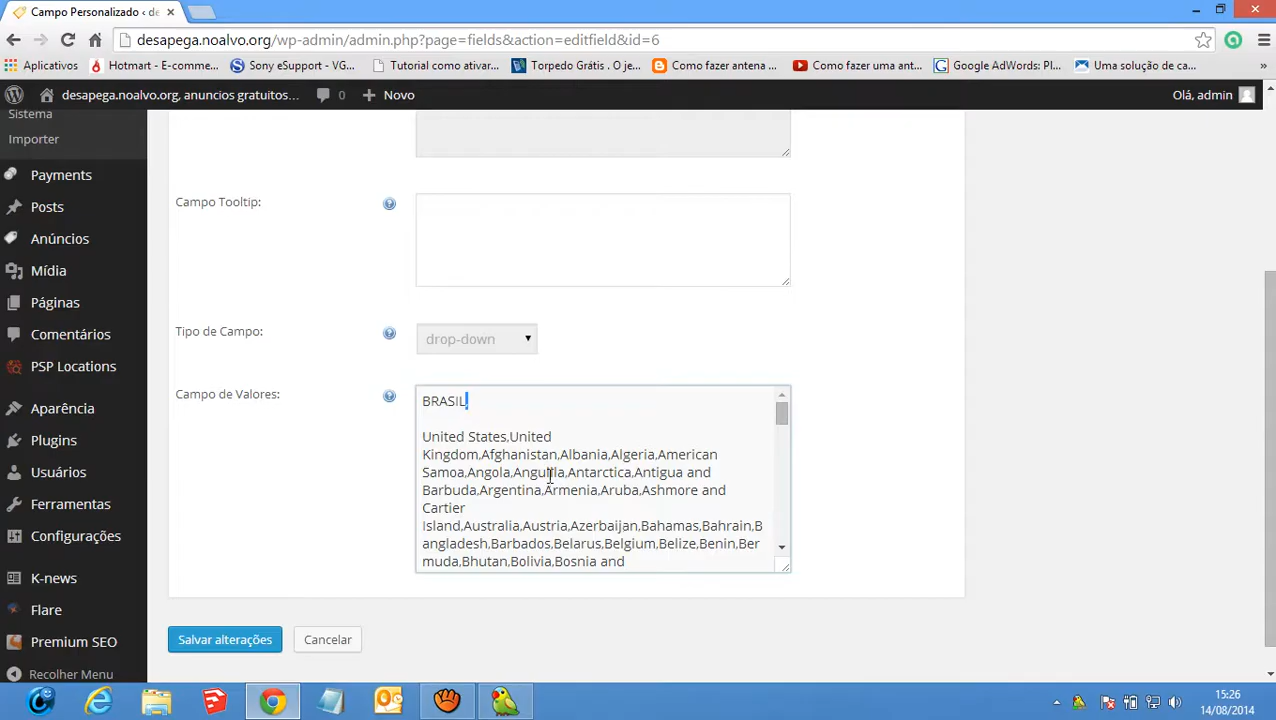 Campo Personalizado ‹ de
desapega.noalvo.org/wp-admin/admin.php?page=fields&action=editfield&id=6
Aplicativos
Hotmart - E-comme...
Sony eSupport - VG...
Tutorial como ativar...
Torpedo Grátis . O je...
Como fazer antena ...
Como fazer uma ant...
Google AdWords: Pl...
Uma solução de ca...
»
desapega.noalvo.org, anuncios gratuitos...
0
Novo
Olá, admin
Sistema
Importer
Payments
Posts
Anúncios
Mídia
Páginas
Comentários
PSP Locations
Aparência
Plugins
Usuários
Ferramentas
Configurações
K-news
Flare
Premium SEO
Recolher Menu
Campo Tooltip:
Tipo de Campo:
drop-down
Campo de Valores:
BRASIL
United States,United
Kingdom,Afghanistan,Albania,Algeria,American
Samoa,Angola,Anguilla,Antarctica,Antigua and
Barbuda,Argentina,Armenia,Aruba,Ashmore and
Cartier
Island,Australia,Austria,Azerbaijan,Bahamas,Bahrain,B
angladesh,Barbados,Belarus,Belgium,Belize,Benin,Ber
muda,Bhutan,Bolivia,Bosnia and
Salvar alterações
Cancelar
15:26
14/08/2014